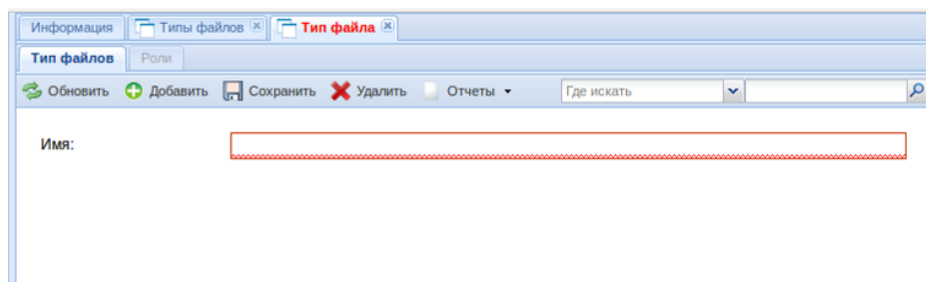 Информация Типы файлов Тип файла
Тип файлов Роли
Обновить Добавить Сохранить Удалить Отчеты Где искать
Имя: